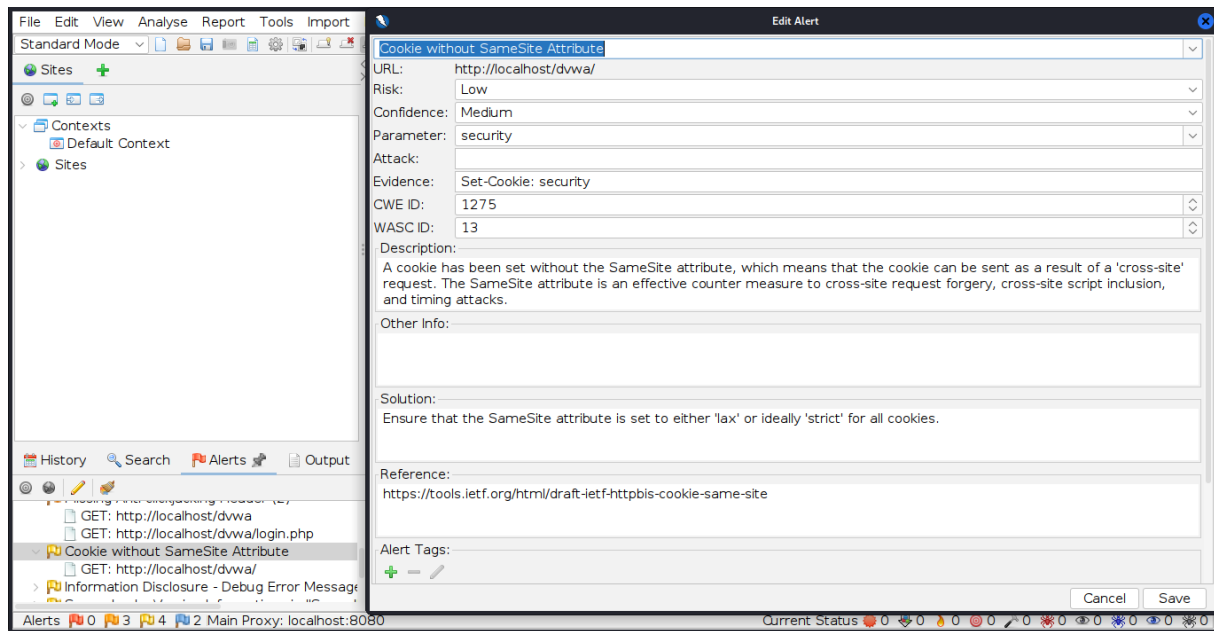 File Edit View Analyse Report Tools Import
Standard Mode
Sites
Contexts
Default Context
Sites
History Search Alerts Output
GET: http://localhost/dvwa
GET: http://localhost/dvwa/login.php
Cookie without SameSite Attribute
GET: http://localhost/dvwa/
Information Disclosure - Debug Error Message
Alerts 0 3 4 2 Main Proxy: localhost:8080
Current Status 0 0 0 0 0 0 0 0 0 0
Edit Alert
Cookie without SameSite Attribute
URL: http://localhost/dvwa/
Risk: Low
Confidence: Medium
Parameter: security
Attack:
Evidence: Set-Cookie: security
CWE ID: 1275
WASC ID: 13
Description:
A cookie has been set without the SameSite attribute, which means that the cookie can be sent as a result of a 'cross-site'
request. The SameSite attribute is an effective counter measure to cross-site request forgery, cross-site script inclusion,
and timing attacks.
Other Info:
Solution:
Ensure that the SameSite attribute is set to either 'lax' or ideally 'strict' for all cookies.
Reference:
https://tools.ietf.org/html/draft-ietf-httpbis-cookie-same-site
Alert Tags:
Cancel Save